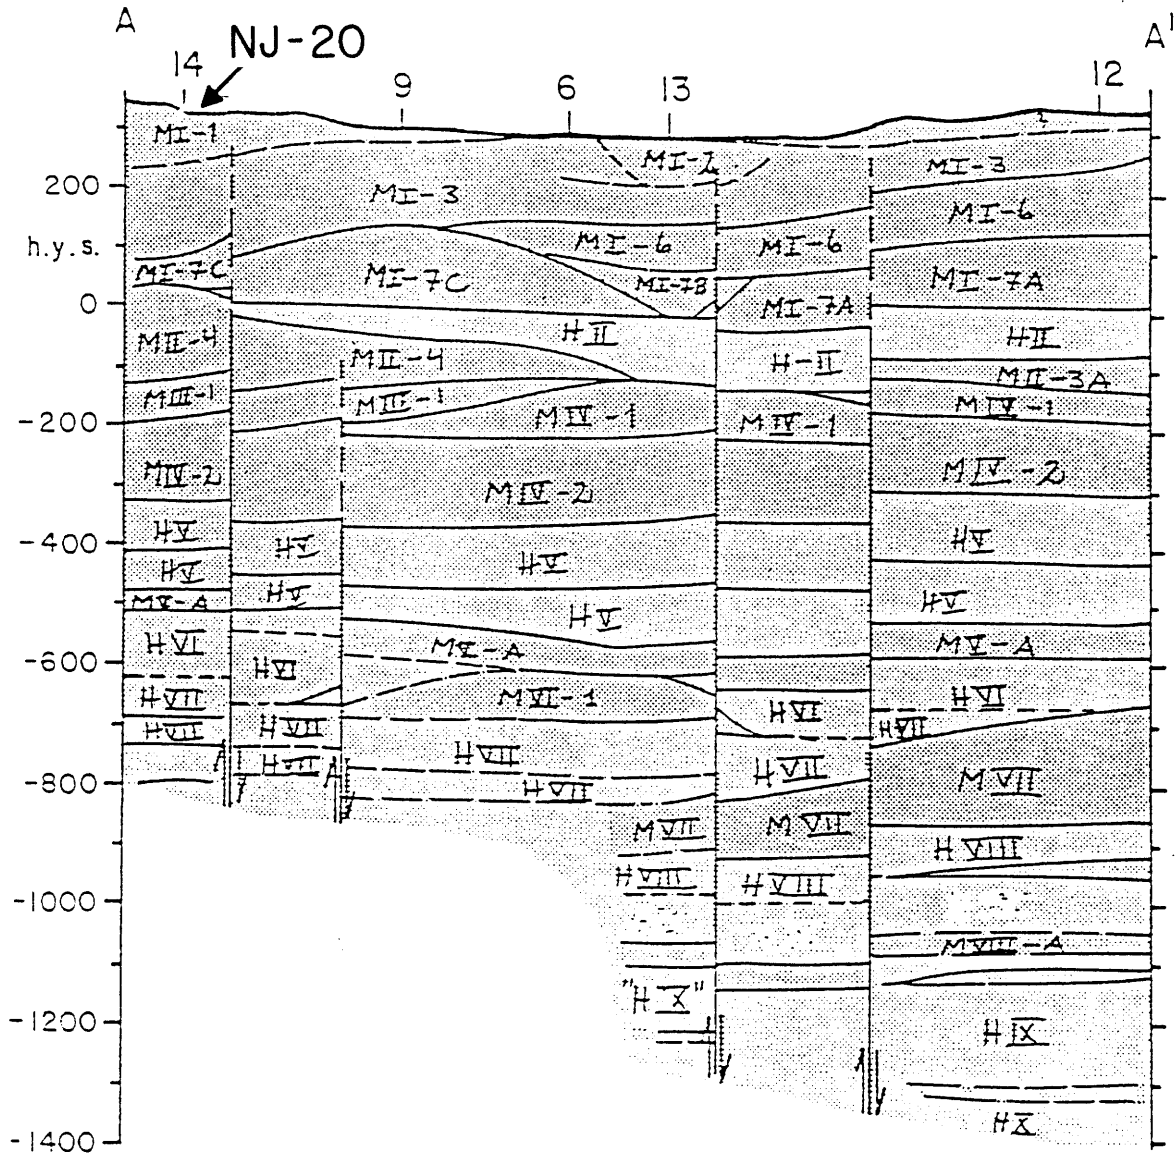 A
A'
NJ-20
14
9
6
13
12
MI-1
MI-2
MI-3
MI-3
200
MI-6
h.y.s.
MI-6
MI-6
MI-7C
MI-7C
MI-7B
MI-7A
MI-7A
0
HII
HII
MII-4
MII-4
H-II
MII-3A
MIII-1
MIII-1
MIV-1
MIV-1
MIV-1
-200
MIV-2
MIV-2
MIV-2
HV
HV
HV
HV
-400
HV
HV
HV
HV
MV-A
HVI
MV-A
MV-A
-600
HVI
HVII
MVI-1
HVI
HVI
HVII
HVII
HVII
HVII
HVII
HVII
HVII
MVII
-800
MVII
MVII
HVIII
HVIII
HVIII
-1000
MVIII-A
"HX"
-1200
HIX
HX
-1400